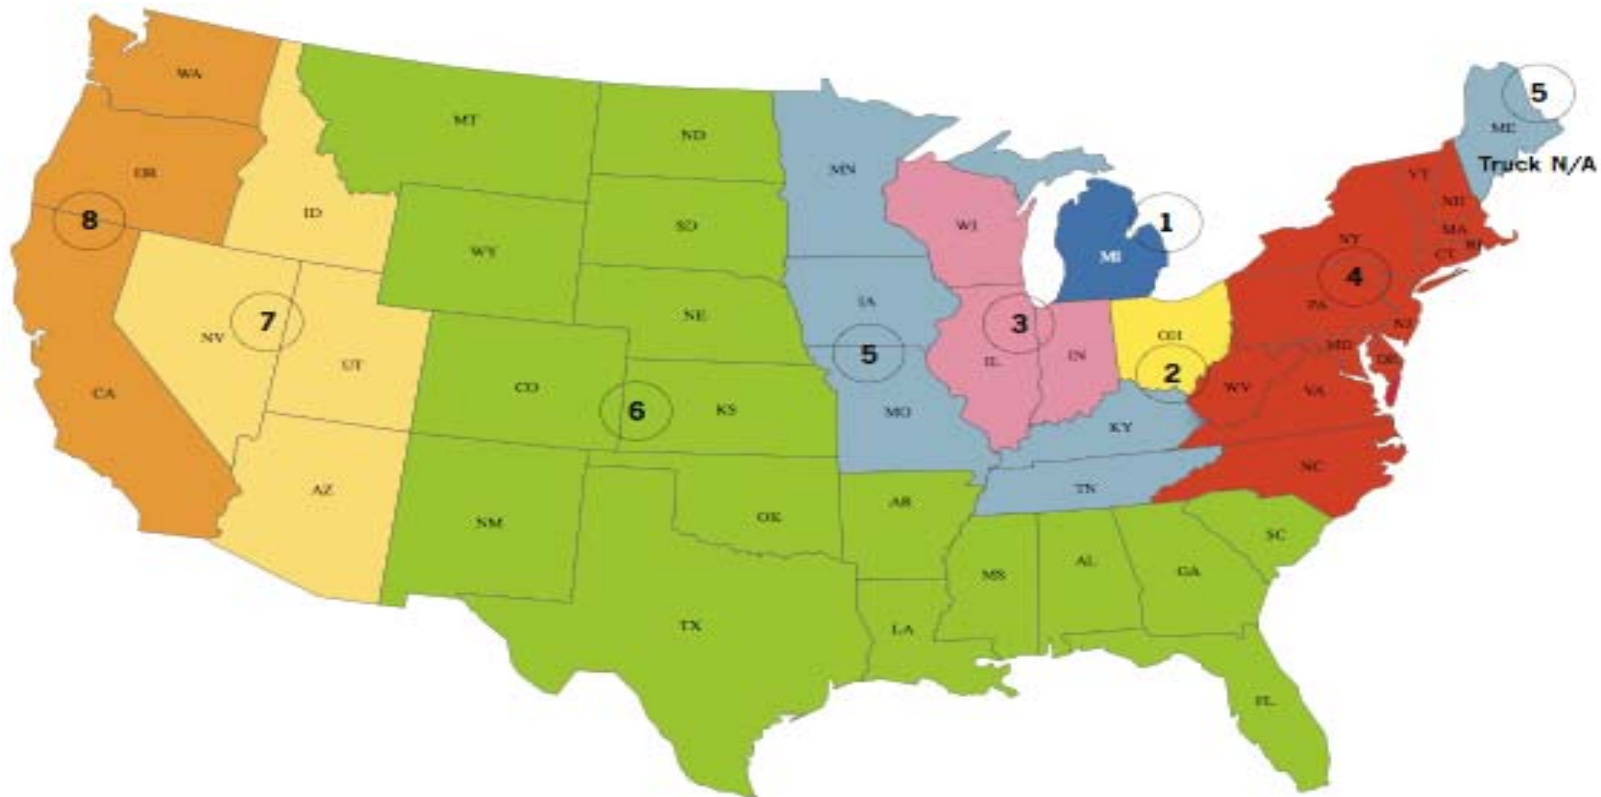 WA
5
MT
ME
ND
MN
Truck N/A
OR
VT
ID
NH
8
SD
WI
1
MA
NY
RI
WY
MI
CT
4
IA
PA
NE
7
3
NJ
NV
OH
MD
5
IL
IN
DE
UT
2
CO
WV
VA
CA
6
KS
MO
KY
NC
AZ
TN
AR
NM
OK
SC
MS
AL
GA
TX
LA
FL